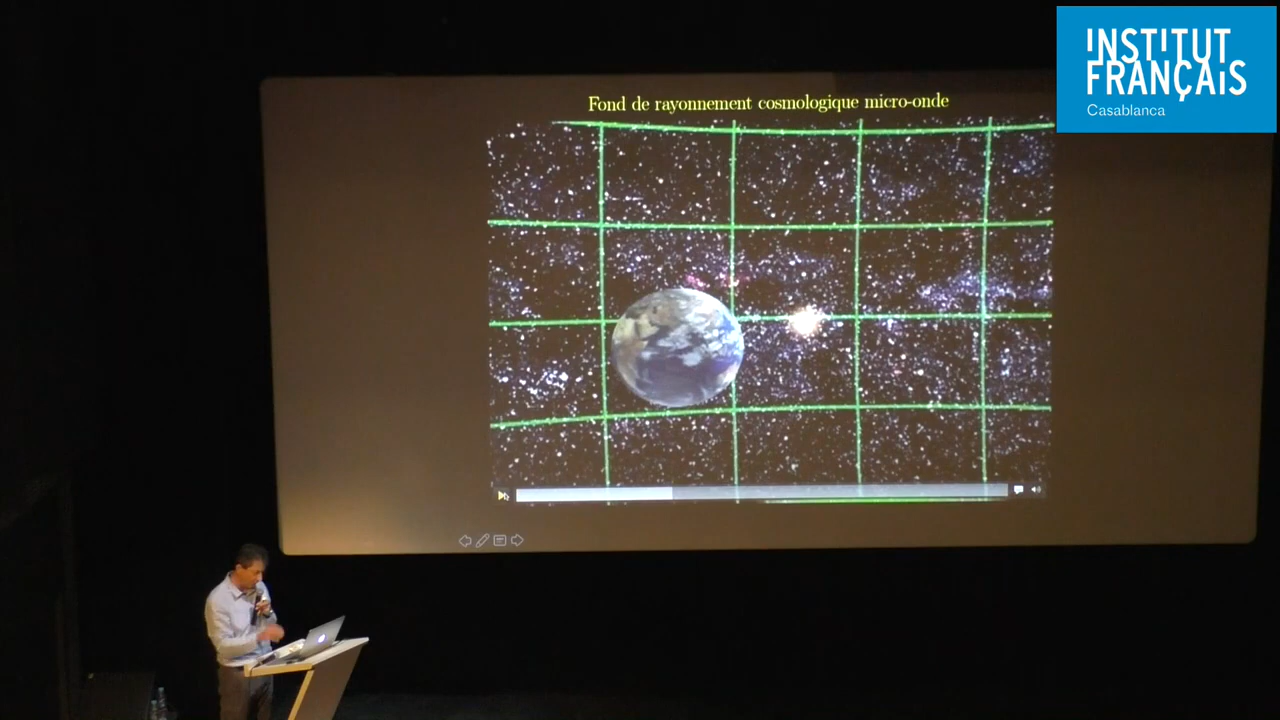 INSTITUT
FRANÇAIS
Casablanca
Fond de rayonnement cosmologique micro-onde